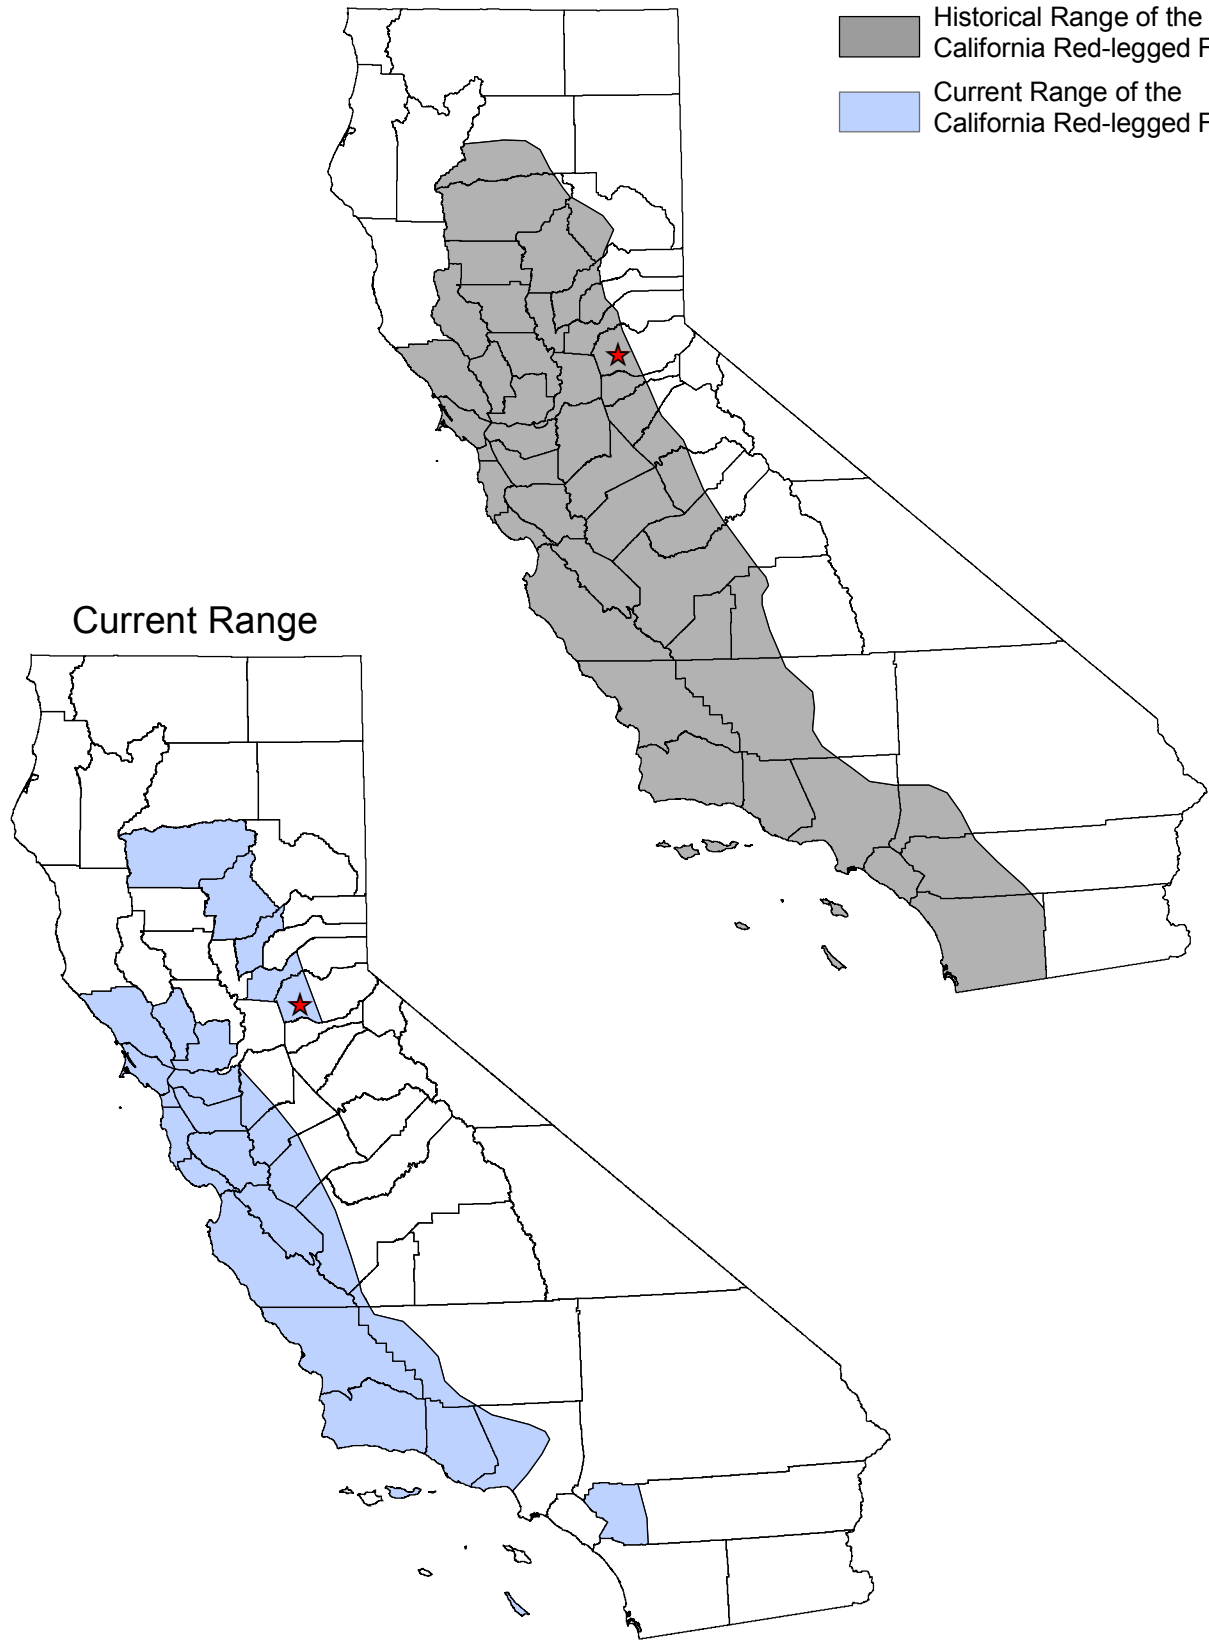 Historical Range of the
California Red-legged F
Current Range of the
California Red-legged F
Current Range